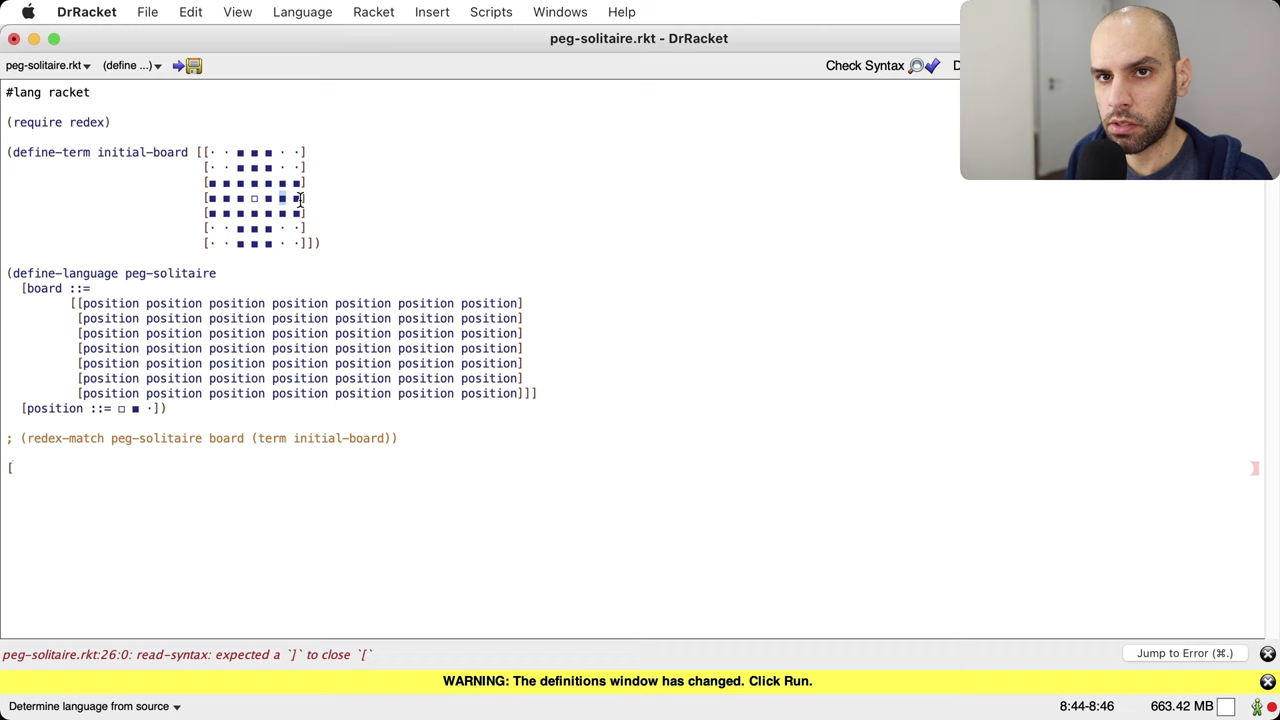 DrRacket File Edit View Language Racket Insert Scripts Windows Help
peg-solitaire.rkt - DrRacket
peg-solitaire.rkt (define ...) Check Syntax D
#lang racket
(require redex)
(define-term initial-board [[· · ■ ■ ■ · ·]
[· · ■ ■ ■ · ·]
[■ ■ ■ ■ ■ ■ ■]
[■ ■ ■ □ ■ ■ ■]
[■ ■ ■ ■ ■ ■ ■]
[· · ■ ■ ■ · ·]
[· · ■ ■ ■ · ·]])
(define-language peg-solitaire
[board ::=
[[position position position position position position position]
[position position position position position position position]
[position position position position position position position]
[position position position position position position position]
[position position position position position position position]
[position position position position position position position]
[position position position position position position position]]]
[position ::= □ ■ ·])
; (redex-match peg-solitaire board (term initial-board))
[
peg-solitaire.rkt:26:0: read-syntax: expected a `]` to close `[`
Jump to Error (⌘.)
WARNING: The definitions window has changed. Click Run.
Determine language from source 8:44-8:46 663.42 MB